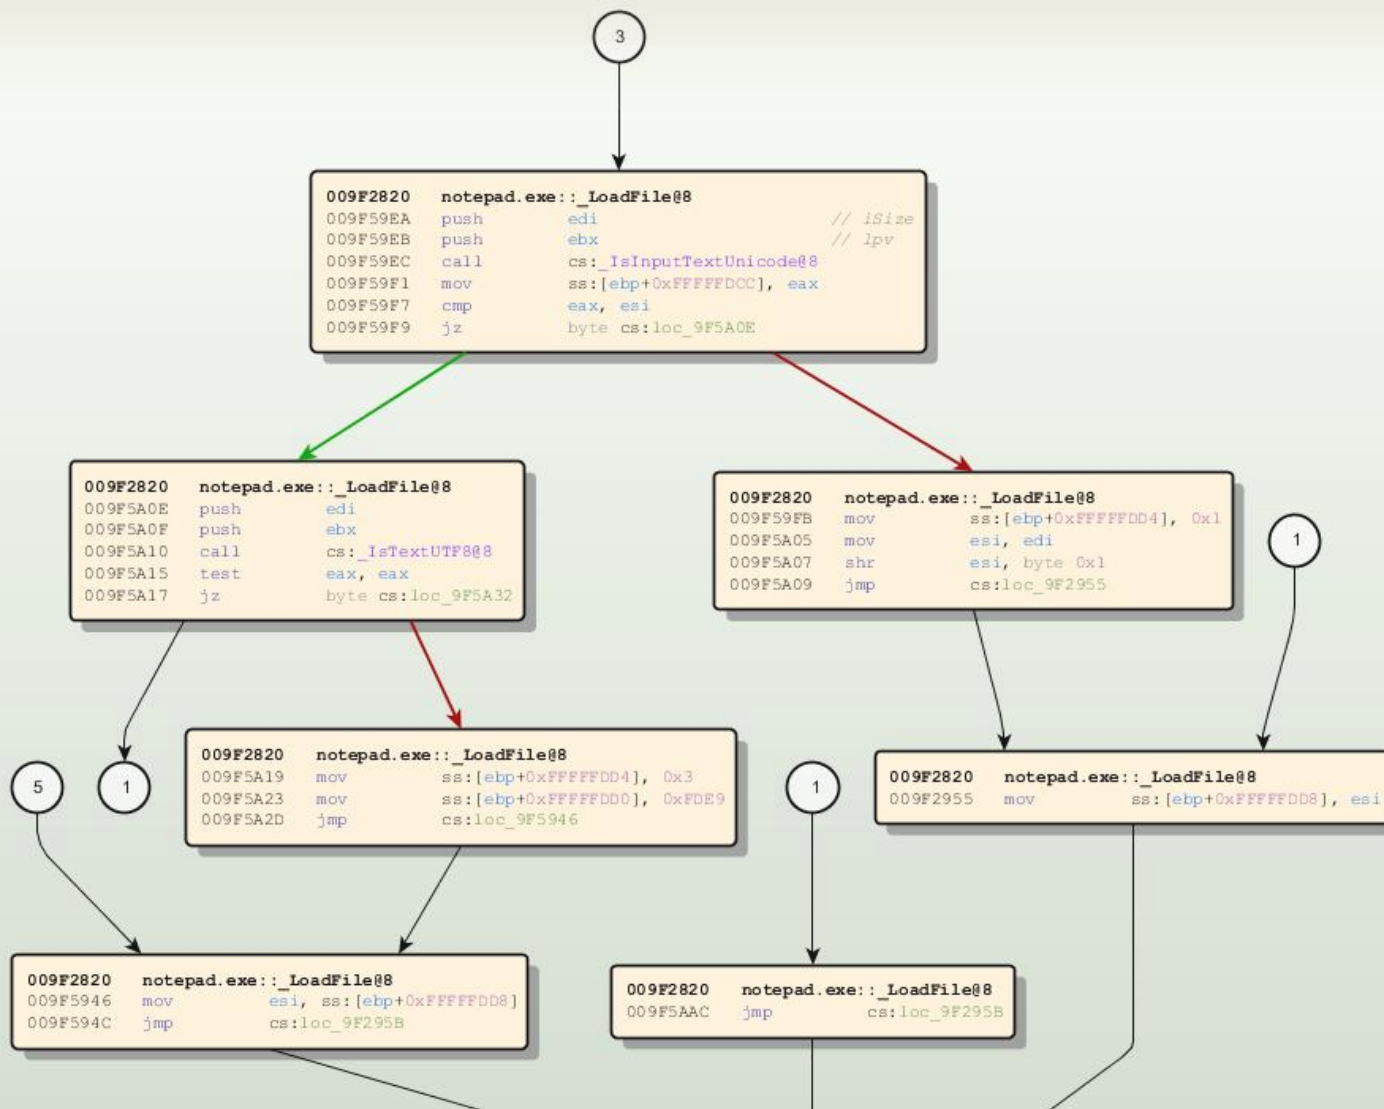 3
009F2820 notepad.exe::_LoadFile@8
009F59EA push edi // iSize
009F59EB push ebx // lpv
009F59EC call cs:_IsInputTextUnicode@8
009F59F1 mov ss:[ebp+0xFFFFFDCC], eax
009F59F7 cmp eax, esi
009F59F9 jz byte cs:loc_9F5A0E
009F2820 notepad.exe::_LoadFile@8
009F5A0E push edi
009F5A0F push ebx
009F5A10 call cs:_IsTextUTF8@8
009F5A15 test eax, eax
009F5A17 jz byte cs:loc_9F5A32
009F2820 notepad.exe::_LoadFile@8
009F59FB mov ss:[ebp+0xFFFFFDD4], 0x1
009F5A05 mov esi, edi
009F5A07 shr esi, byte 0x1
009F5A09 jmp cs:loc_9F2955
1
5
1
009F2820 notepad.exe::_LoadFile@8
009F5A19 mov ss:[ebp+0xFFFFFDD4], 0x3
009F5A23 mov ss:[ebp+0xFFFFFDD0], 0xFDE9
009F5A2D jmp cs:loc_9F5946
1
009F2820 notepad.exe::_LoadFile@8
009F2955 mov ss:[ebp+0xFFFFFDD8], esi
009F2820 notepad.exe::_LoadFile@8
009F5946 mov esi, ss:[ebp+0xFFFFFDD8]
009F594C jmp cs:loc_9F295B
009F2820 notepad.exe::_LoadFile@8
009F5AAC jmp cs:loc_9F295B